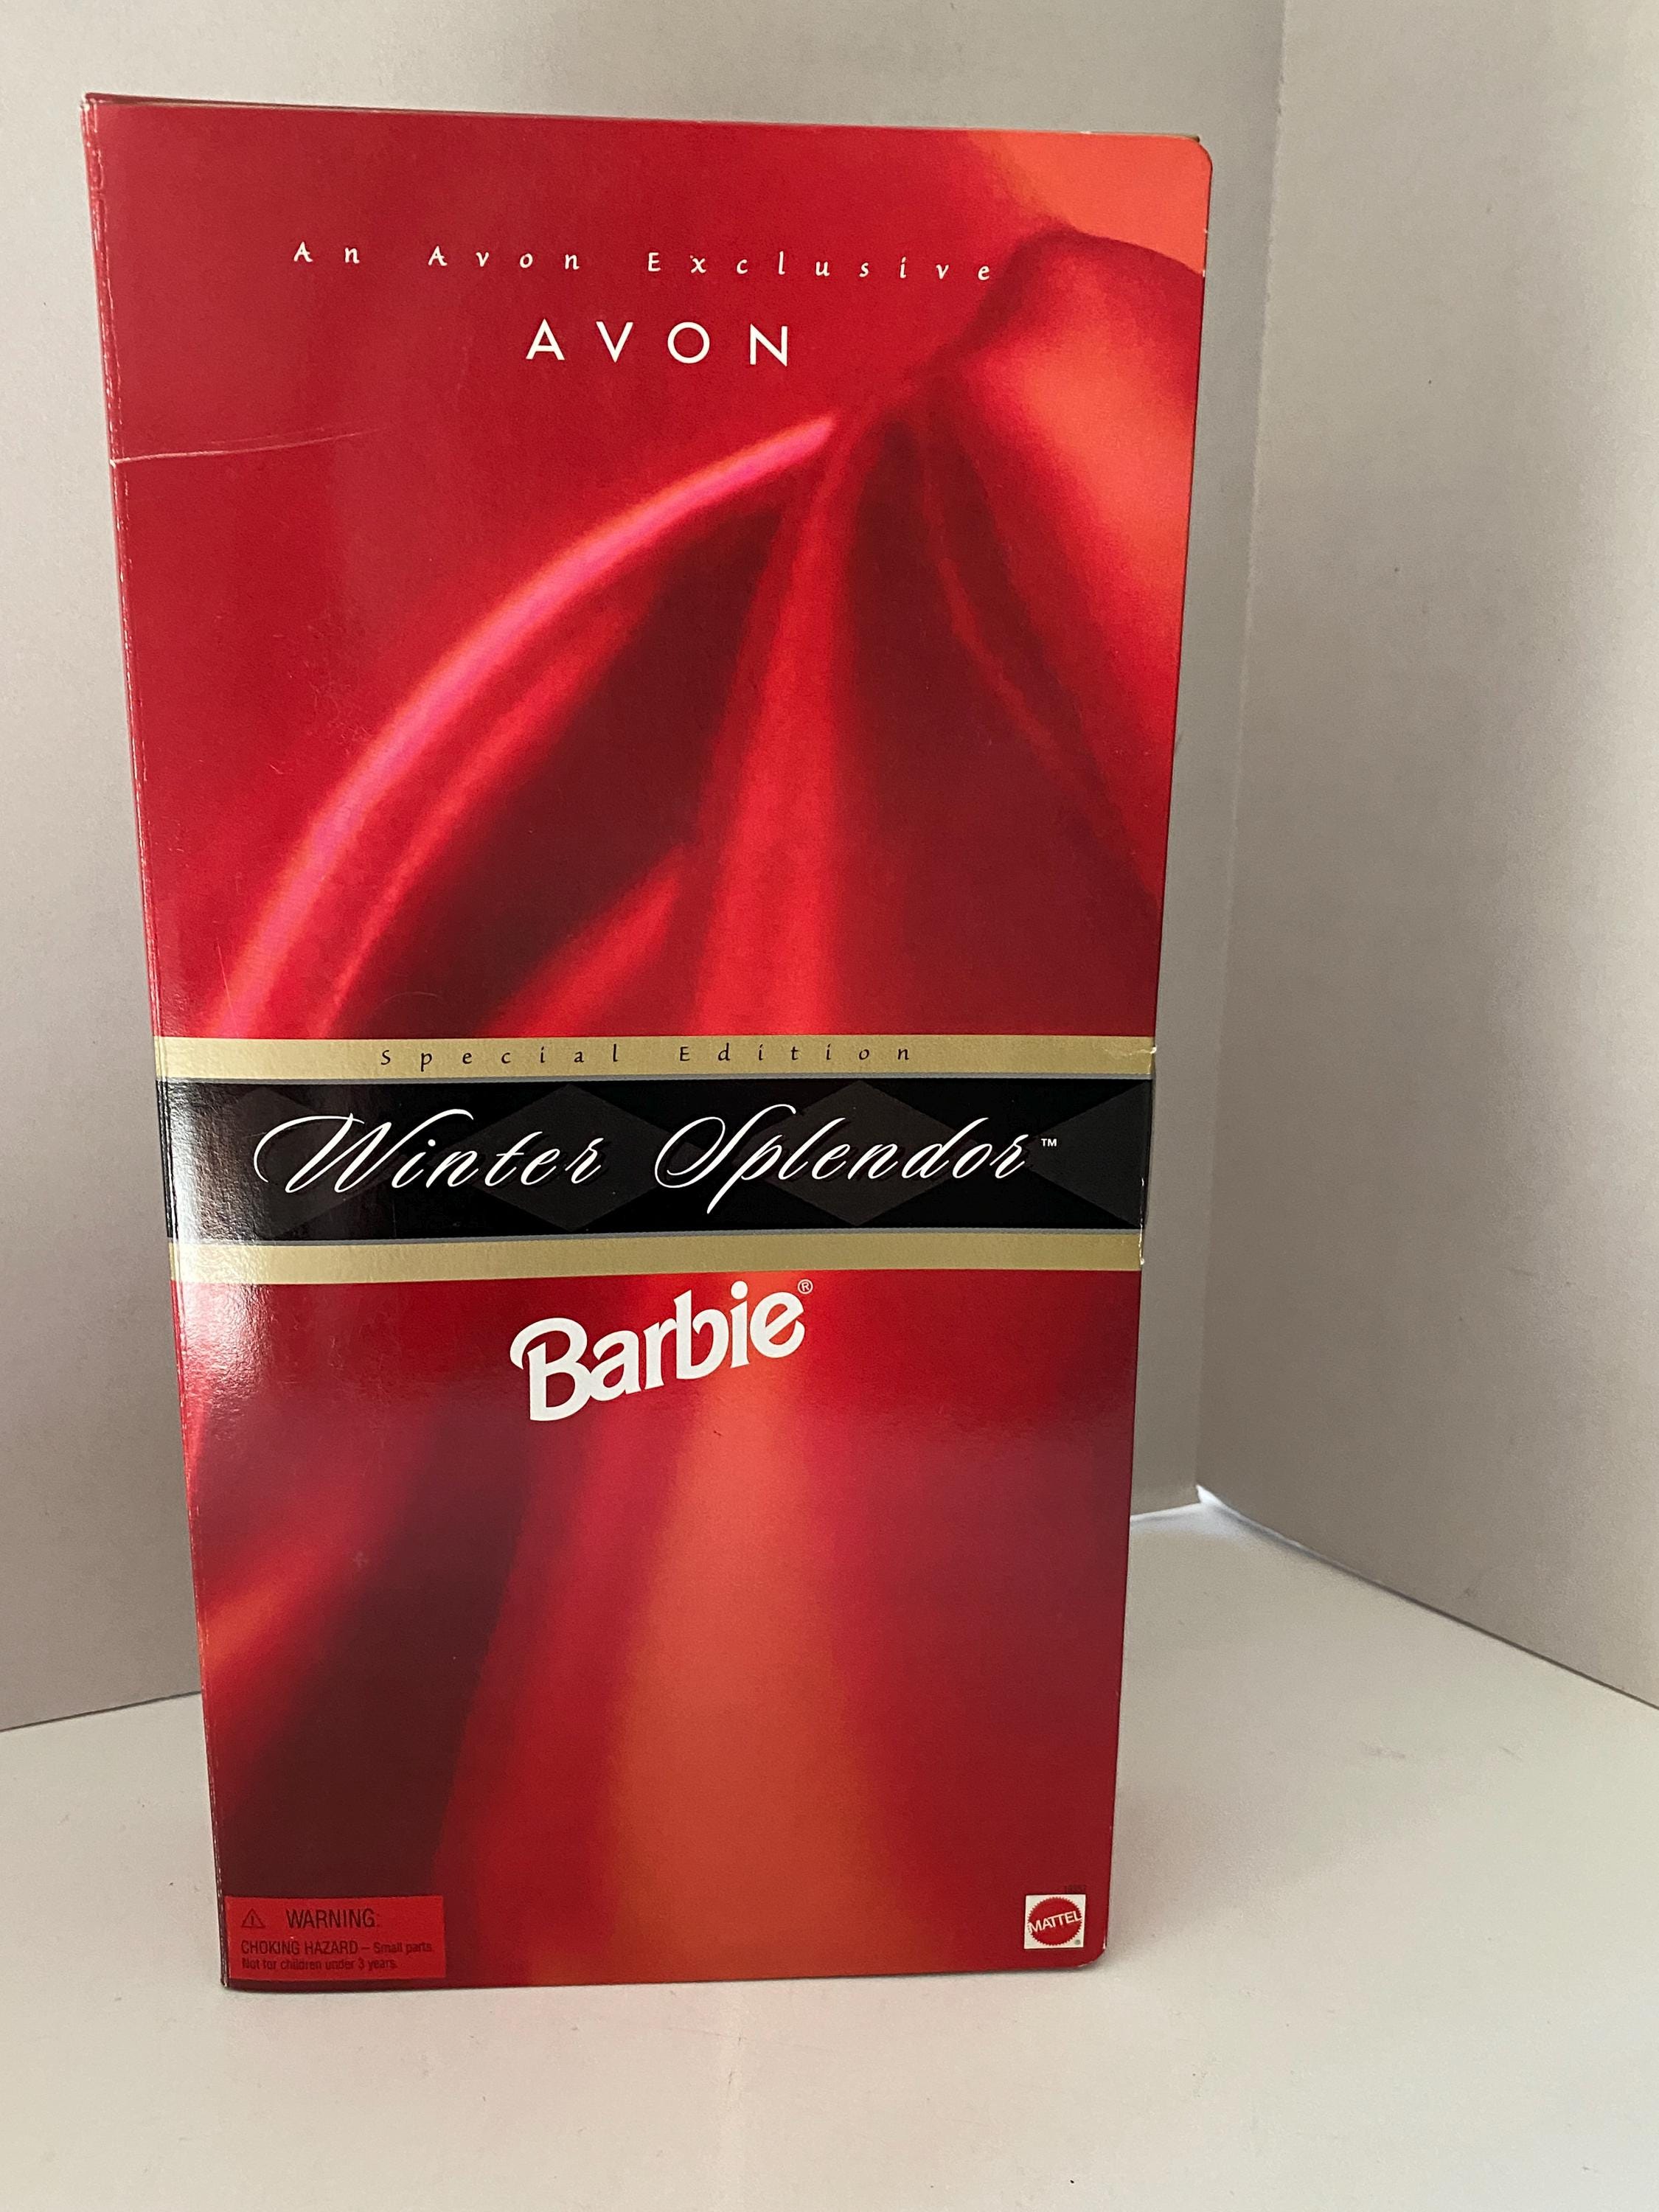 An Avon Exclusive
AVON
Special Edition
Winter Splendor™
Barbie®
⚠ WARNING:
CHOKING HAZARD – Small parts.
Not for children under 3 years.
MATTEL
®